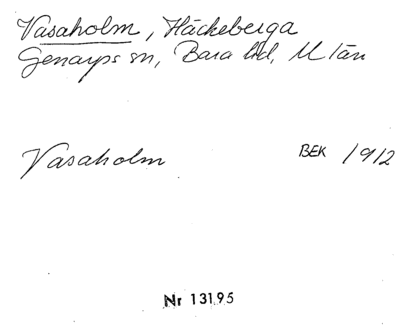 Vasaholm, Häckeberga
Genarps sn, Bara hd, M län
Vasaholm BEK 1912
Nr 13195